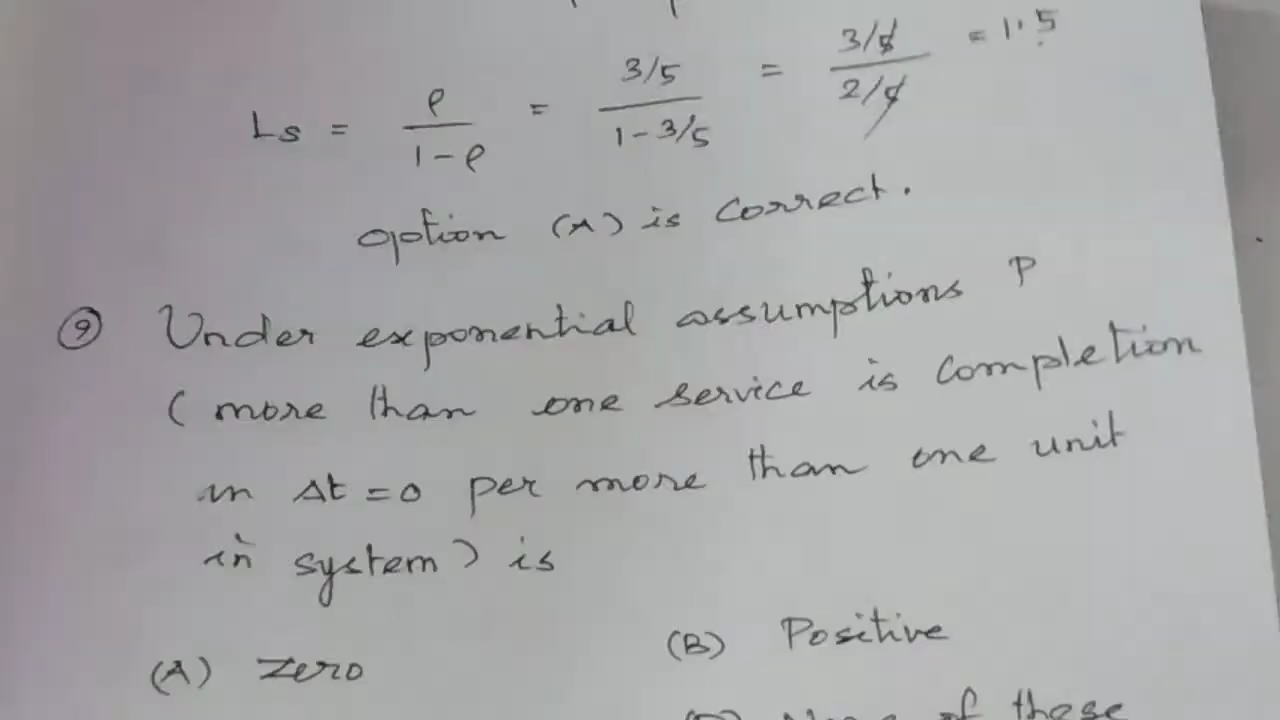 Ls = ρ/1-ρ = 3/5/1-3/5 = 3/5/2/5 = 1.5
option (A) is correct.
⑨ Under exponential assumptions P
(more than one service is completion
in Δt = 0 per more than one unit
in system) is
(A) Zero (B) Positive
of these